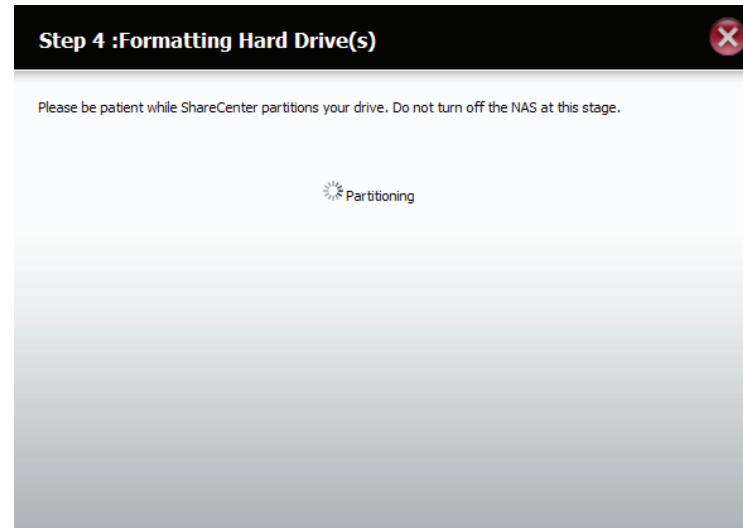 Step 4 :Formatting Hard Drive(s)
Please be patient while ShareCenter partitions your drive. Do not turn off the NAS at this stage.
Partitioning